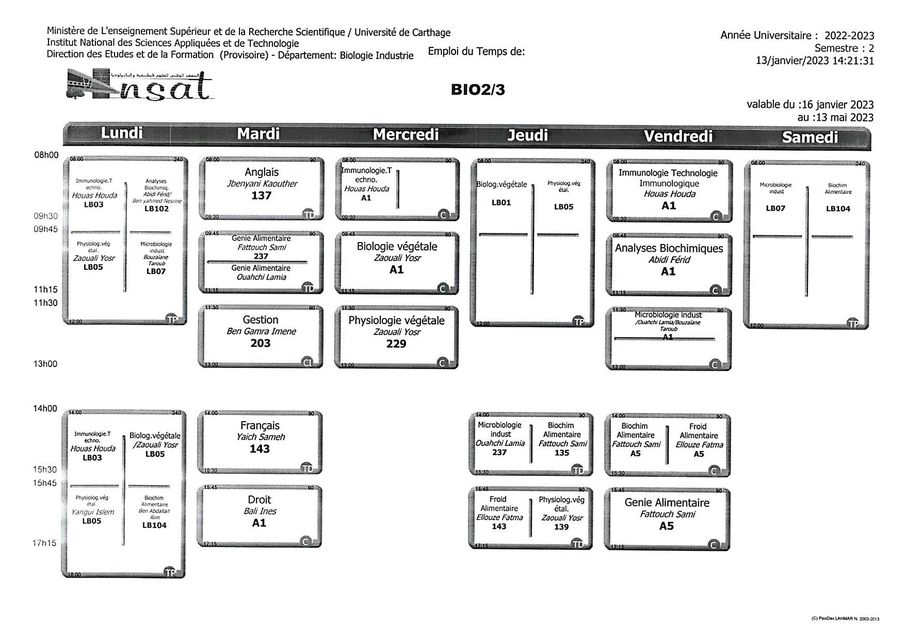 Ministère de L'enseignement Supérieur et de la Recherche Scientifique / Université de Carthage
Institut National des Sciences Appliquées et de Technologie
Direction des Etudes et de la Formation (Provisoire) - Département: Biologie Industrie
Emploi du Temps de:
Année Universitaire : 2022-2023
Semestre : 2
13/janvier/2023 14:21:31
insat
BIO2/3
valable du :16 janvier 2023
au :13 mai 2023
Lundi Mardi Mercredi Jeudi Vendredi Samedi
08h00
09h30
09h45
11h15
11h30
13h00
14h00
15h30
15h45
17h15
08:00 240
Immunologie.T
echno.
Houas Houda
LB03
Analyses
Biochimiq.
Abidi Férid/
Ben yahmed Nesrine
LB102
Physiolog.vég
étal.
Zaouali Yosr
LB05
Microbiologie
indust
Bouzaiane
Taroub
LB07
12:00 TP
14:00 240
Immunologie.T
echno.
Houas Houda
LB03
Biolog.végétale
/Zaouali Yosr
LB05
Physiolog.vég
étal.
Yangui Islem
LB05
Biochim
Alimentaire
Ben Abdallah
Rim
LB104
18:00 TP
08:00 90
Anglais
Jbenyani Kaouther
137
09:30 TD
09:45 90
Genie Alimentaire
Fattouch Sami
237
Genie Alimentaire
Ouahchi Lamia
11:15 TD
11:30 90
Gestion
Ben Gamra Imene
203
13:00 CI
14:00 90
Français
Yaich Sameh
143
15:30 TD
15:45 90
Droit
Bali Ines
A1
17:15 C
08:00 90
Immunologie.T
echno.
Houas Houda
A1
09:30 C
09:45 90
Biologie végétale
Zaouali Yosr
A1
11:15 C
11:30 90
Physiologie végétale
Zaouali Yosr
229
13:00 C
08:00 240
Biolog.végétale
LB01
Physiolog.vég
étal.
LB05
12:00 TP
14:00 90
Microbiologie
indust
Ouahchi Lamia
237
Biochim
Alimentaire
Fattouch Sami
135
15:30 TD
15:45 90
Froid
Alimentaire
Ellouze Fatma
143
Physiolog.vég
étal.
Zaouali Yosr
139
17:15 TD
08:00 90
Immunologie Technologie
Immunologique
Houas Houda
A1
09:30 C
09:45 90
Analyses Biochimiques
Abidi Férid
A1
11:15 C
11:30 90
Microbiologie indust
/Ouahchi Lamia/Bouzaiane
Taroub
A1
13:00 C
14:00 90
Biochim
Alimentaire
Fattouch Sami
A5
Froid
Alimentaire
Ellouze Fatma
A5
15:30 C
15:45 90
Genie Alimentaire
Fattouch Sami
A5
17:15 C
08:00 240
Microbiologie
indust
LB07
Biochim
Alimentaire
LB104
12:00 TP